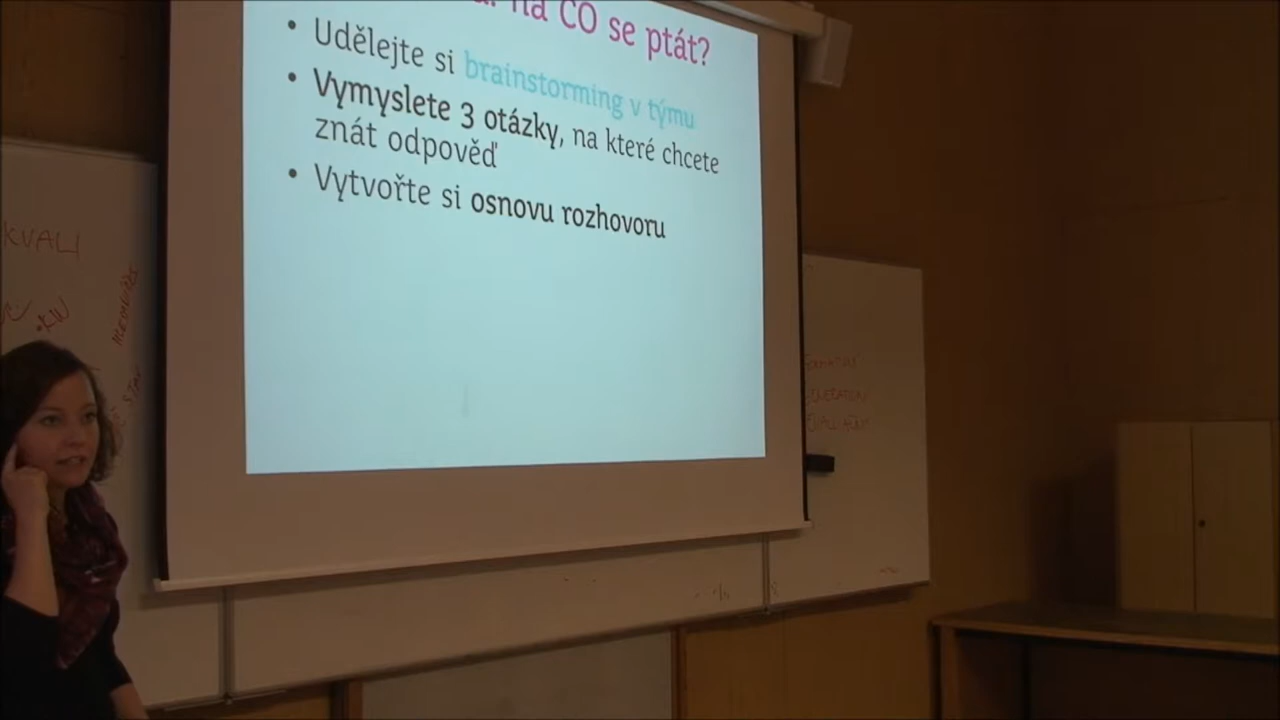 na CO se ptát?
• Udělejte si brainstorming v týmu
• Vymyslete 3 otázky, na které chcete
znát odpověď
• Vytvořte si osnovu rozhovoru
KVALI